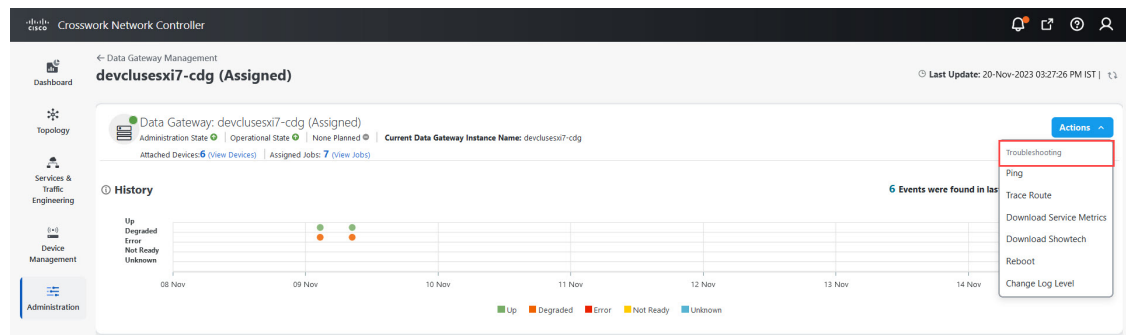 cisco Crosswork Network Controller
← Data Gateway Management
devclusesxi7-cdg (Assigned)
Last Update: 20-Nov-2023 03:27:26 PM IST |
Dashboard
Topology
Services &
Traffic
Engineering
Device
Management
Administration
Data Gateway: devclusesxi7-cdg (Assigned)
Administration State | Operational State | None Planned | Current Data Gateway Instance Name: devclusesxi7-cdg
Attached Devices:6 (View Devices) | Assigned Jobs: 7 (View Jobs)
Actions
Troubleshooting
Ping
Trace Route
Download Service Metrics
Download Showtech
Reboot
Change Log Level
History
6 Events were found in las
Up
Degraded
Error
Not Ready
Unknown
08 Nov 09 Nov 10 Nov 11 Nov 12 Nov 13 Nov 14 Nov
Up Degraded Error Not Ready Unknown